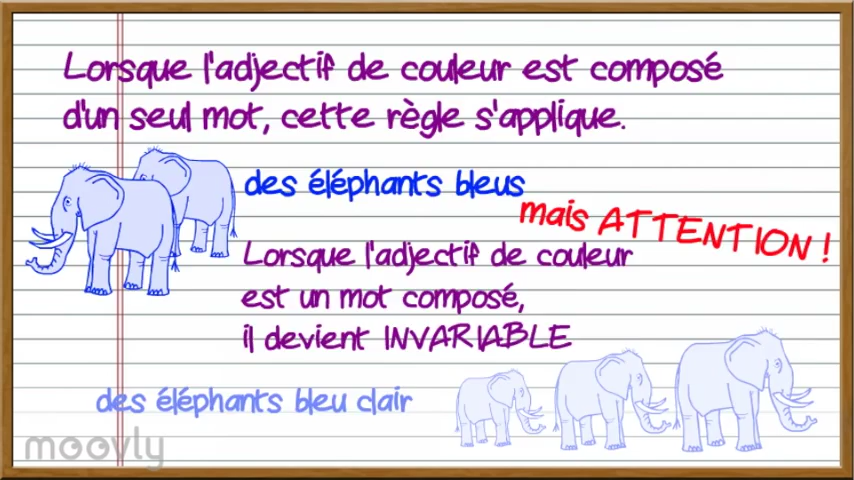 Lorsque l'adjectif de couleur est composé
d'un seul mot, cette règle s'applique.
des éléphants bleus
mais ATTENTION !
Lorsque l'adjectif de couleur
est un mot composé,
il devient INVARIABLE
des éléphants bleu clair
moovly